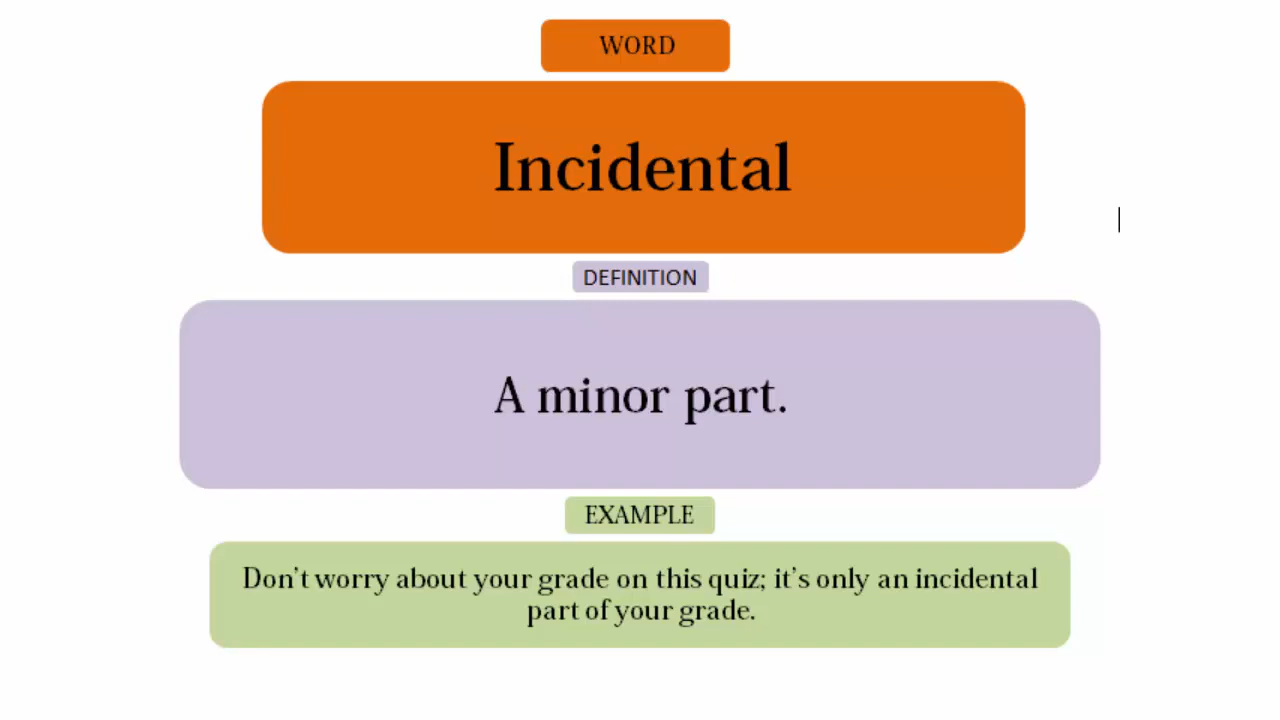 WORD
Incidental
DEFINITION
A minor part.
EXAMPLE
Don’t worry about your grade on this quiz; it’s only an incidental
part of your grade.